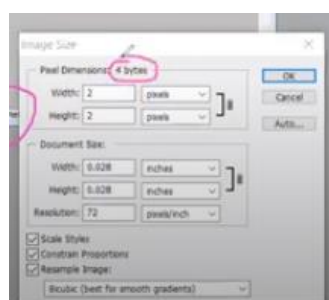 Image Size
Pixel Dimensions: 4 bytes
OK
Width: 2 pixels
Cancel
Height: 2 pixels
Auto...
Document Size:
Width: 0.028 inches
Height: 0.028 inches
Resolution: 72 pixels/inch
Scale Styles
Constrain Proportions
Resample Image:
Bicubic (best for smooth gradients)